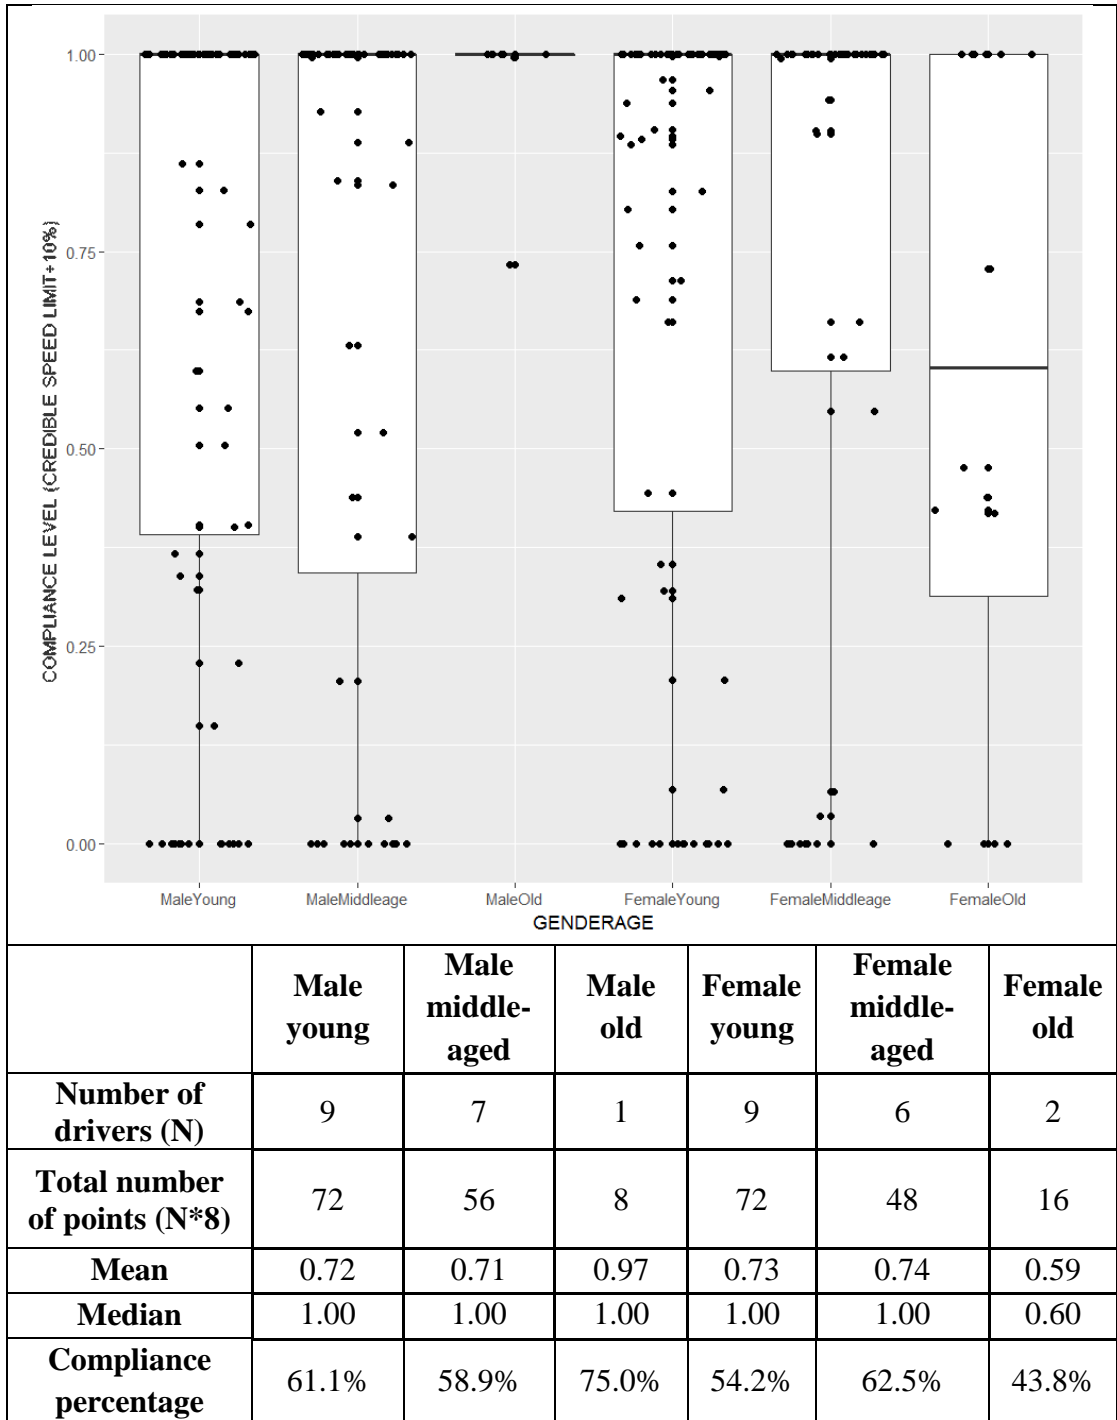 COMPLIANCE LEVEL (CREDIBLE SPEED LIMIT+10%)
1.00
0.75
0.50
0.25
0.00
MaleYoung MaleMiddleage MaleOld FemaleYoung FemaleMiddleage FemaleOld
GENDERAGE
Male young Male middle-aged Male old Female young Female middle-aged Female old
Number of drivers (N) 9 7 1 9 6 2
Total number of points (N*8) 72 56 8 72 48 16
Mean 0.72 0.71 0.97 0.73 0.74 0.59
Median 1.00 1.00 1.00 1.00 1.00 0.60
Compliance percentage 61.1% 58.9% 75.0% 54.2% 62.5% 43.8%